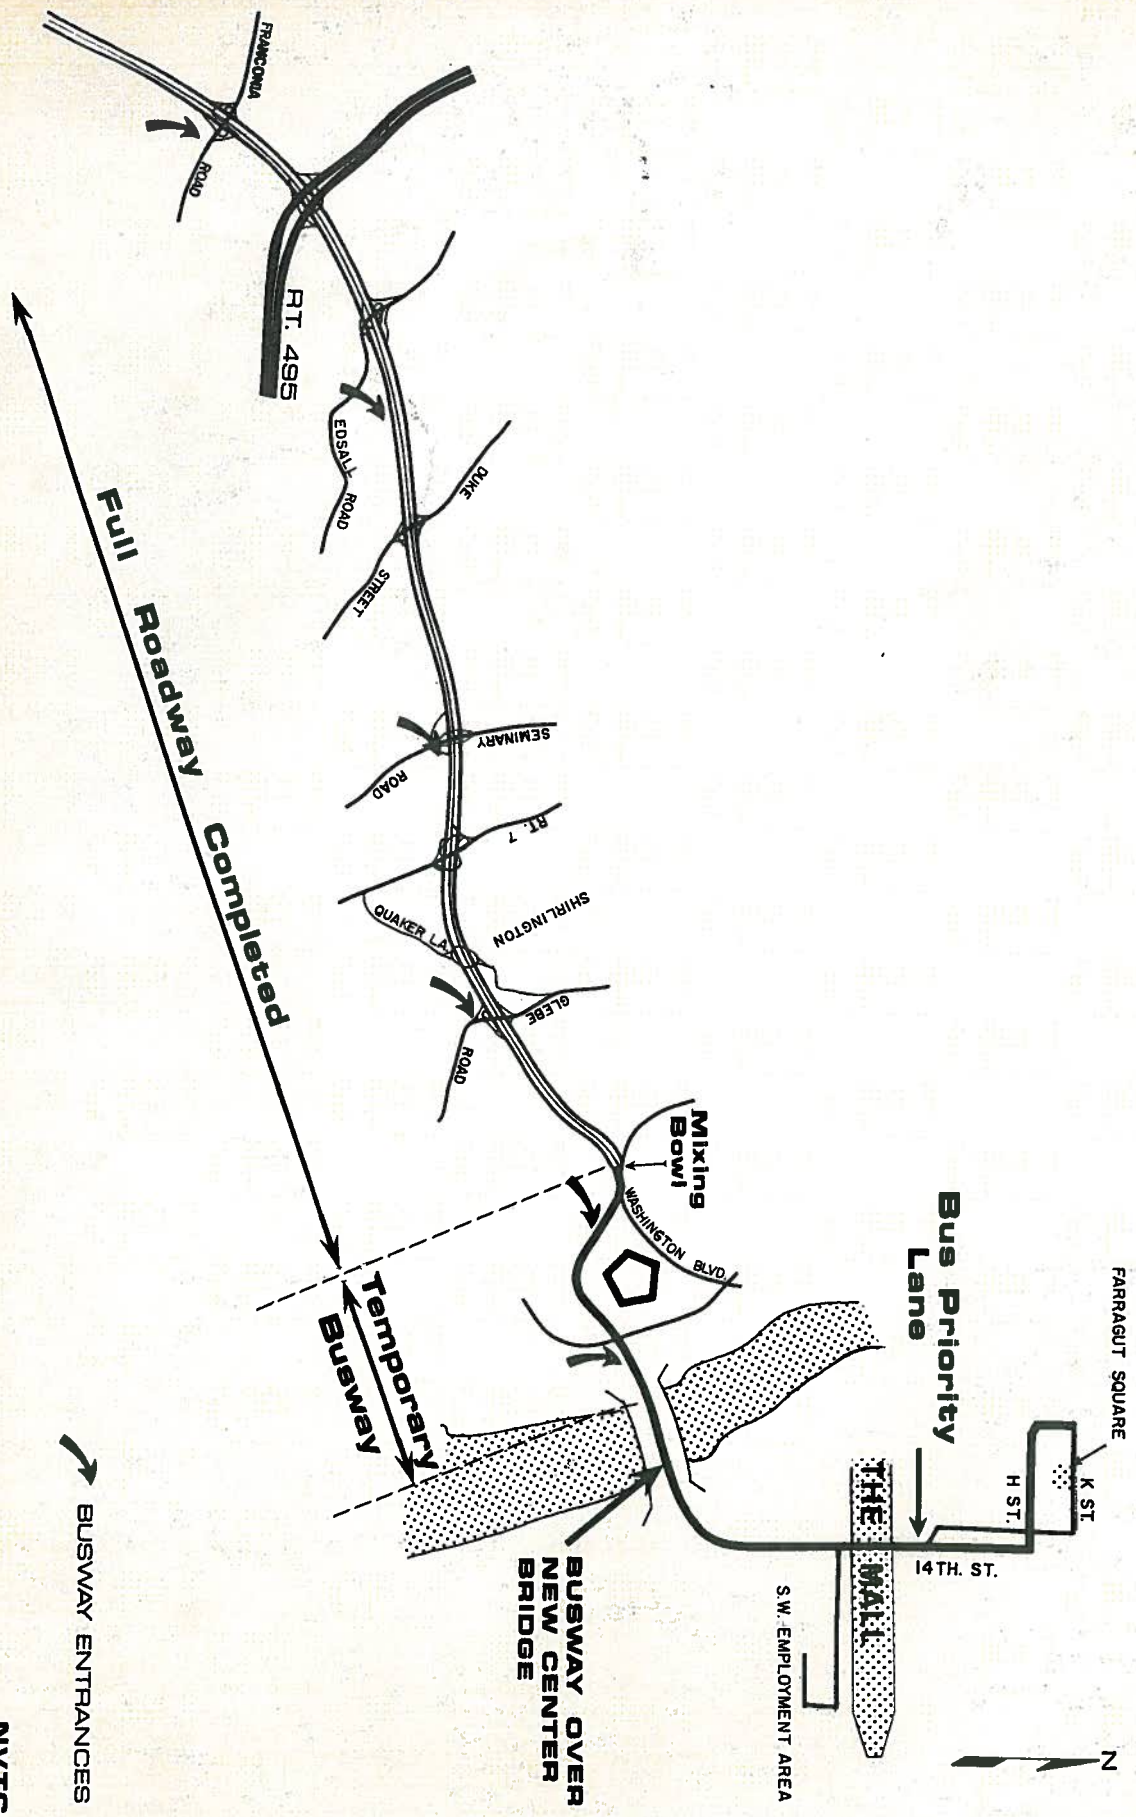 FRANCONIA
ROAD
RT. 495
EDSALL ROAD
DUKE
STREET
SEMINARY
ROAD
RT. 7
SHIRLINGTON
QUAKER LA.
GLEBE
ROAD
Mixing
Bowl
WASHINGTON BLVD.
Bus Priority
Lane
FARRAGUT SQUARE
K ST.
H ST.
14TH. ST.
THE MALL
S.W. EMPLOYMENT AREA
BUSWAY OVER
NEW CENTER
BRIDGE
Full Roadway Completed
Temporary
Busway
BUSWAY ENTRANCES
N